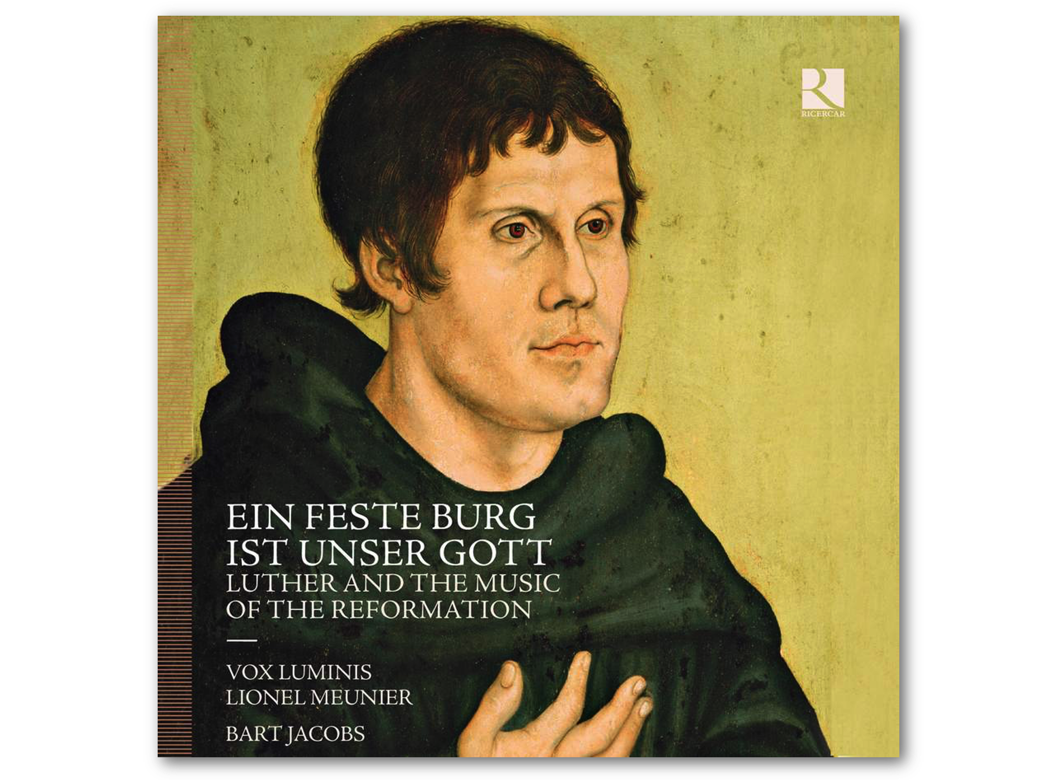 RICERCAR
EIN FESTE BURG
IST UNSER GOTT
LUTHER AND THE MUSIC
OF THE REFORMATION
VOX LUMINIS
LIONEL MEUNIER
BART JACOBS